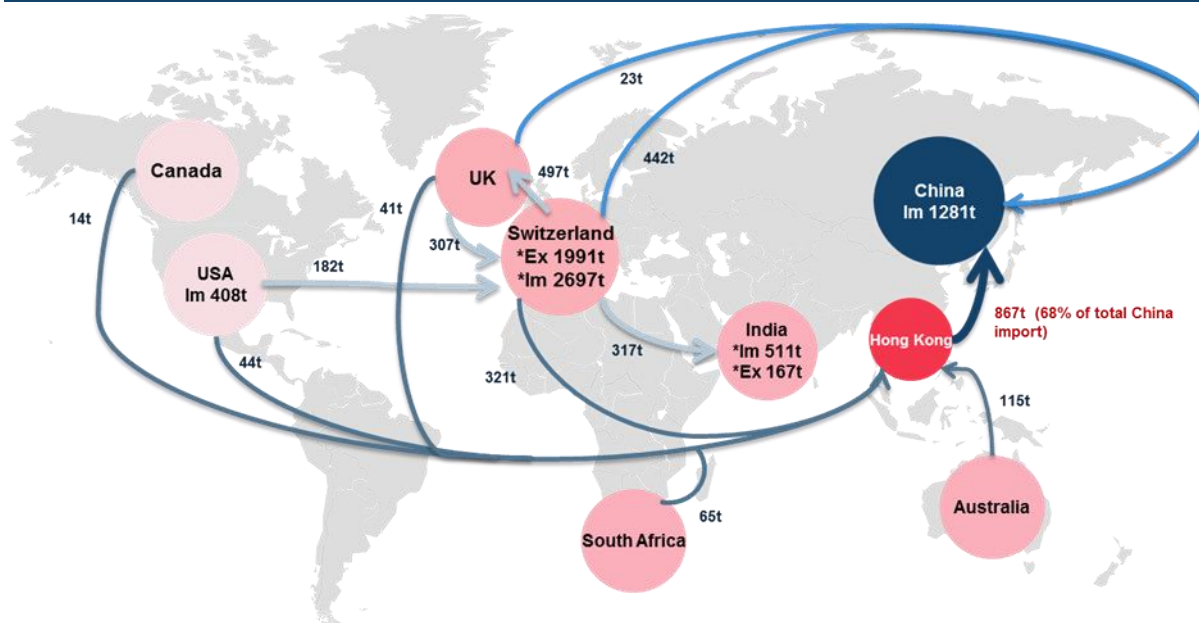 23t
Canada
UK
497t
442t
China
Im 1281t
14t
41t
307t
Switzerland
*Ex 1991t
*Im 2697t
USA
Im 408t
182t
867t (68% of total China
import)
India
*Im 511t
*Ex 167t
Hong Kong
317t
44t
321t
115t
Australia
65t
South Africa